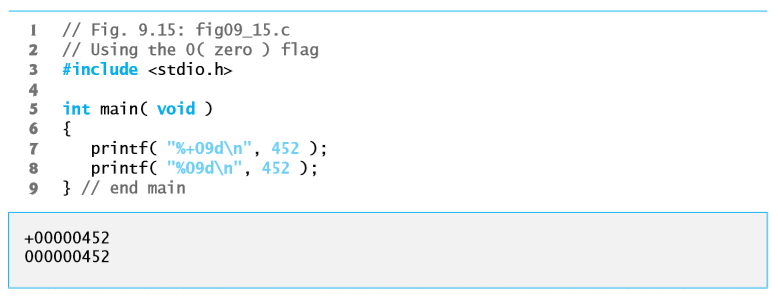 1 // Fig. 9.15: fig09_15.c
2 // Using the 0( zero ) flag
3 #include <stdio.h>
4
5 int main( void )
6 {
7 printf( "%+09d\n", 452 );
8 printf( "%09d\n", 452 );
9 } // end main
+00000452
000000452